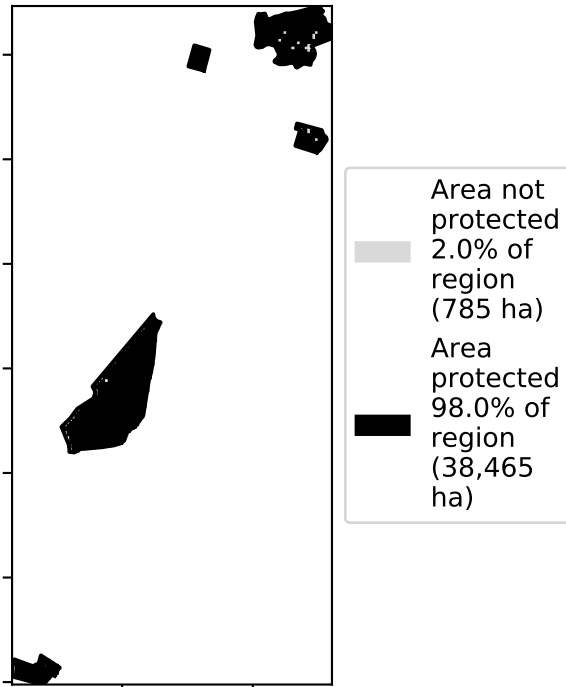 Area not
protected
2.0% of
region
(785 ha)
Area
protected
98.0% of
region
(38,465
ha)